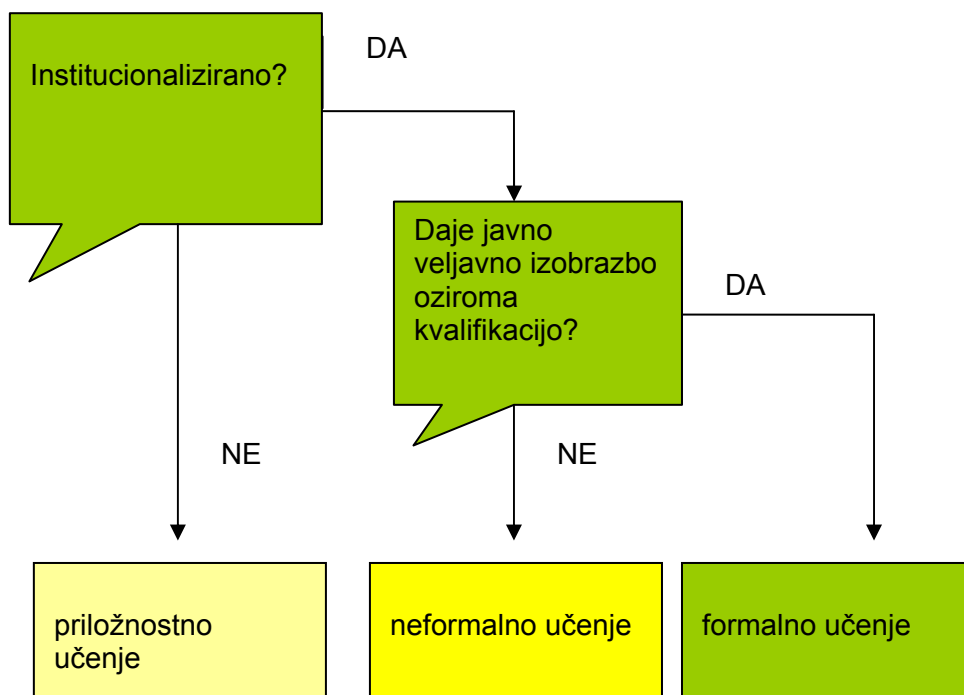 DA
Institucionalizirano?
Daje javno
veljavno izobrazbo
oziroma
kvalifikacijo?
DA
NE
NE
priložnostno
učenje
neformalno učenje
formalno učenje